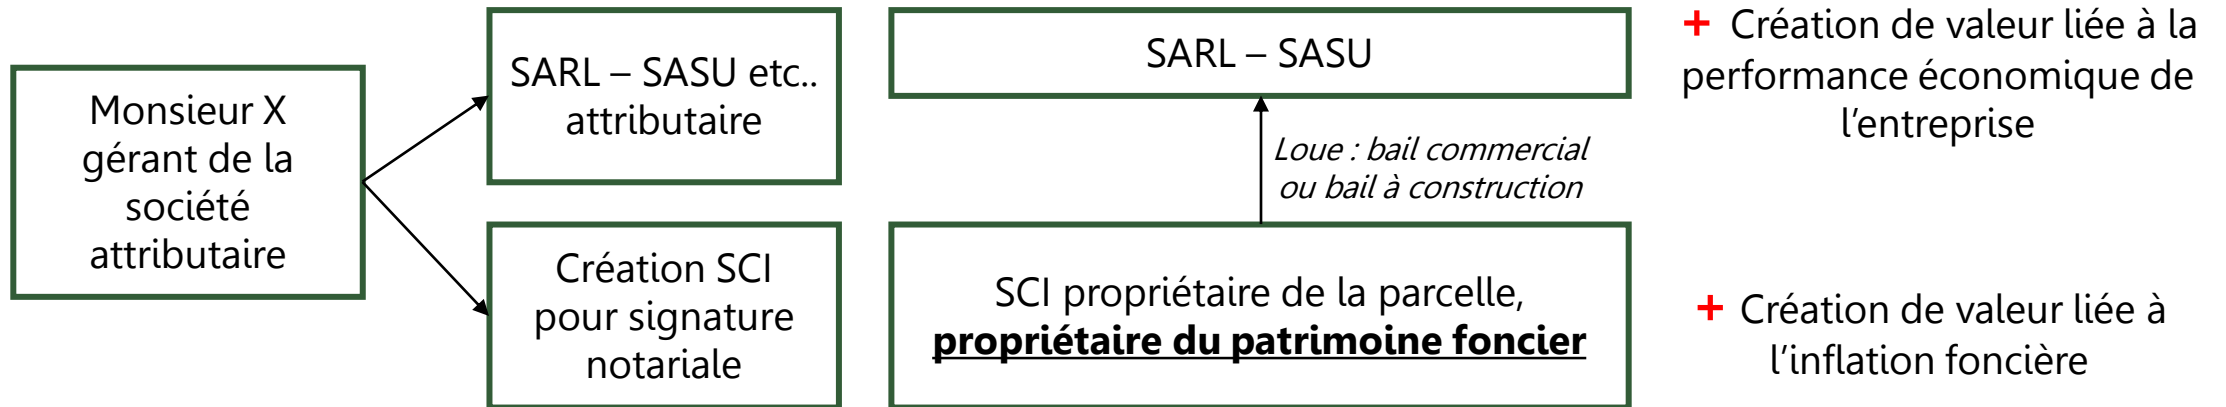 Monsieur X
gérant de la
société
attributaire
SARL – SASU etc..
attributaire
Création SCI
pour signature
notariale
SARL – SASU
Loue : bail commercial
ou bail à construction
SCI propriétaire de la parcelle,
propriétaire du patrimoine foncier
+ Création de valeur liée à la
performance économique de
l’entreprise
+ Création de valeur liée à
l’inflation foncière